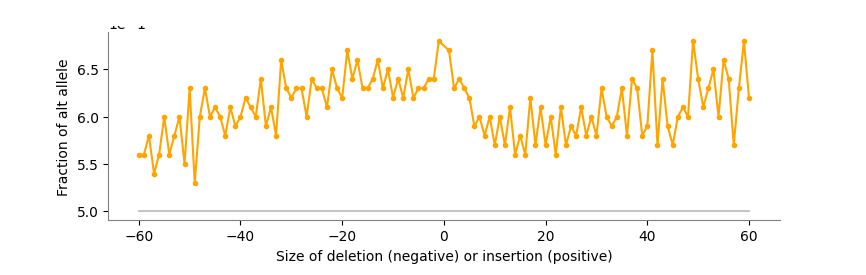 6.5
6.0
5.5
5.0
Fraction of alt allele
−60 −40 −20 0 20 40 60
Size of deletion (negative) or insertion (positive)